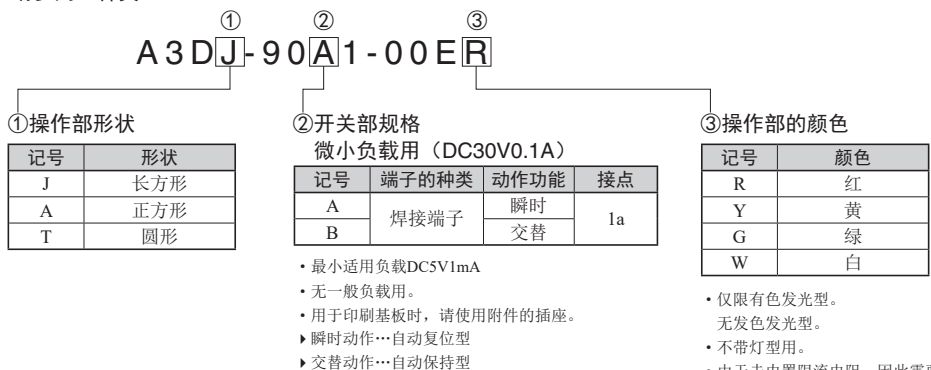 ① ② ③
A3DJ-90A1-00ER
①操作部形状
记号 形状
J 长方形
A 正方形
T 圆形
②开关部规格
微小负载用（DC30V0.1A）
记号 端子的种类 动作功能 接点
A 焊接端子 瞬时 1a
B 交替
・最小适用负载DC5V1mA
・无一般负载用。
・用于印刷基板时，请使用附件的插座。
▶瞬时动作…自动复位型
▶交替动作…自动保持型
③操作部的颜色
记号 颜色
R 红
Y 黄
G 绿
W 白
・仅限有色发光型。
无发色发光型。
・不带灯型用。